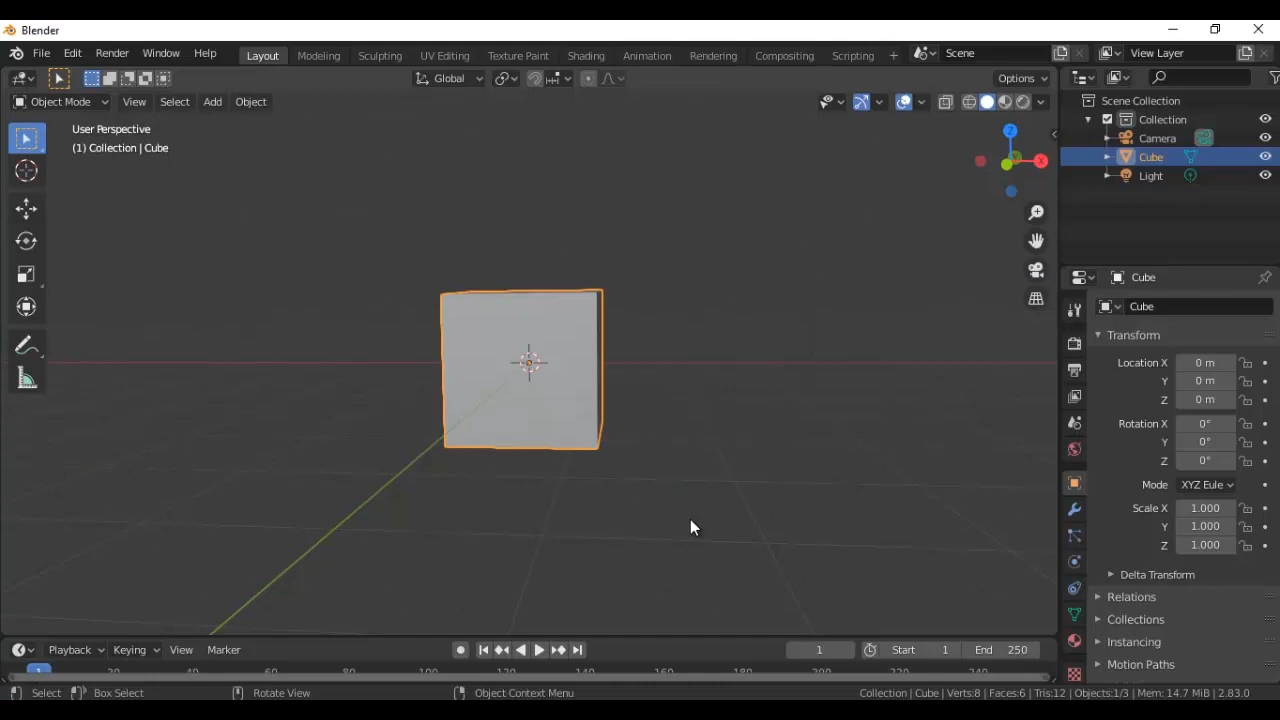 Blender
File Edit Render Window Help
Layout Modeling Sculpting UV Editing Texture Paint Shading Animation Rendering Compositing Scripting +
Scene
View Layer
Global
Options
Object Mode View Select Add Object
User Perspective
(1) Collection | Cube
Z
X
Scene Collection
Collection
Camera
Cube
Light
Cube
Cube
Transform
Location X 0 m
Y 0 m
Z 0 m
Rotation X 0°
Y 0°
Z 0°
Mode XYZ Eule
Scale X 1.000
Y 1.000
Z 1.000
Delta Transform
Relations
Collections
Instancing
Motion Paths
Playback Keying View Marker
1
Start 1
End 250
1 20 40 60 80 100 120 140 160 180 200 220 240
Select Box Select Rotate View Object Context Menu
Collection | Cube | Verts:8 | Faces:6 | Tris:12 | Objects:1/3 | Mem: 14.7 MiB | 2.83.0